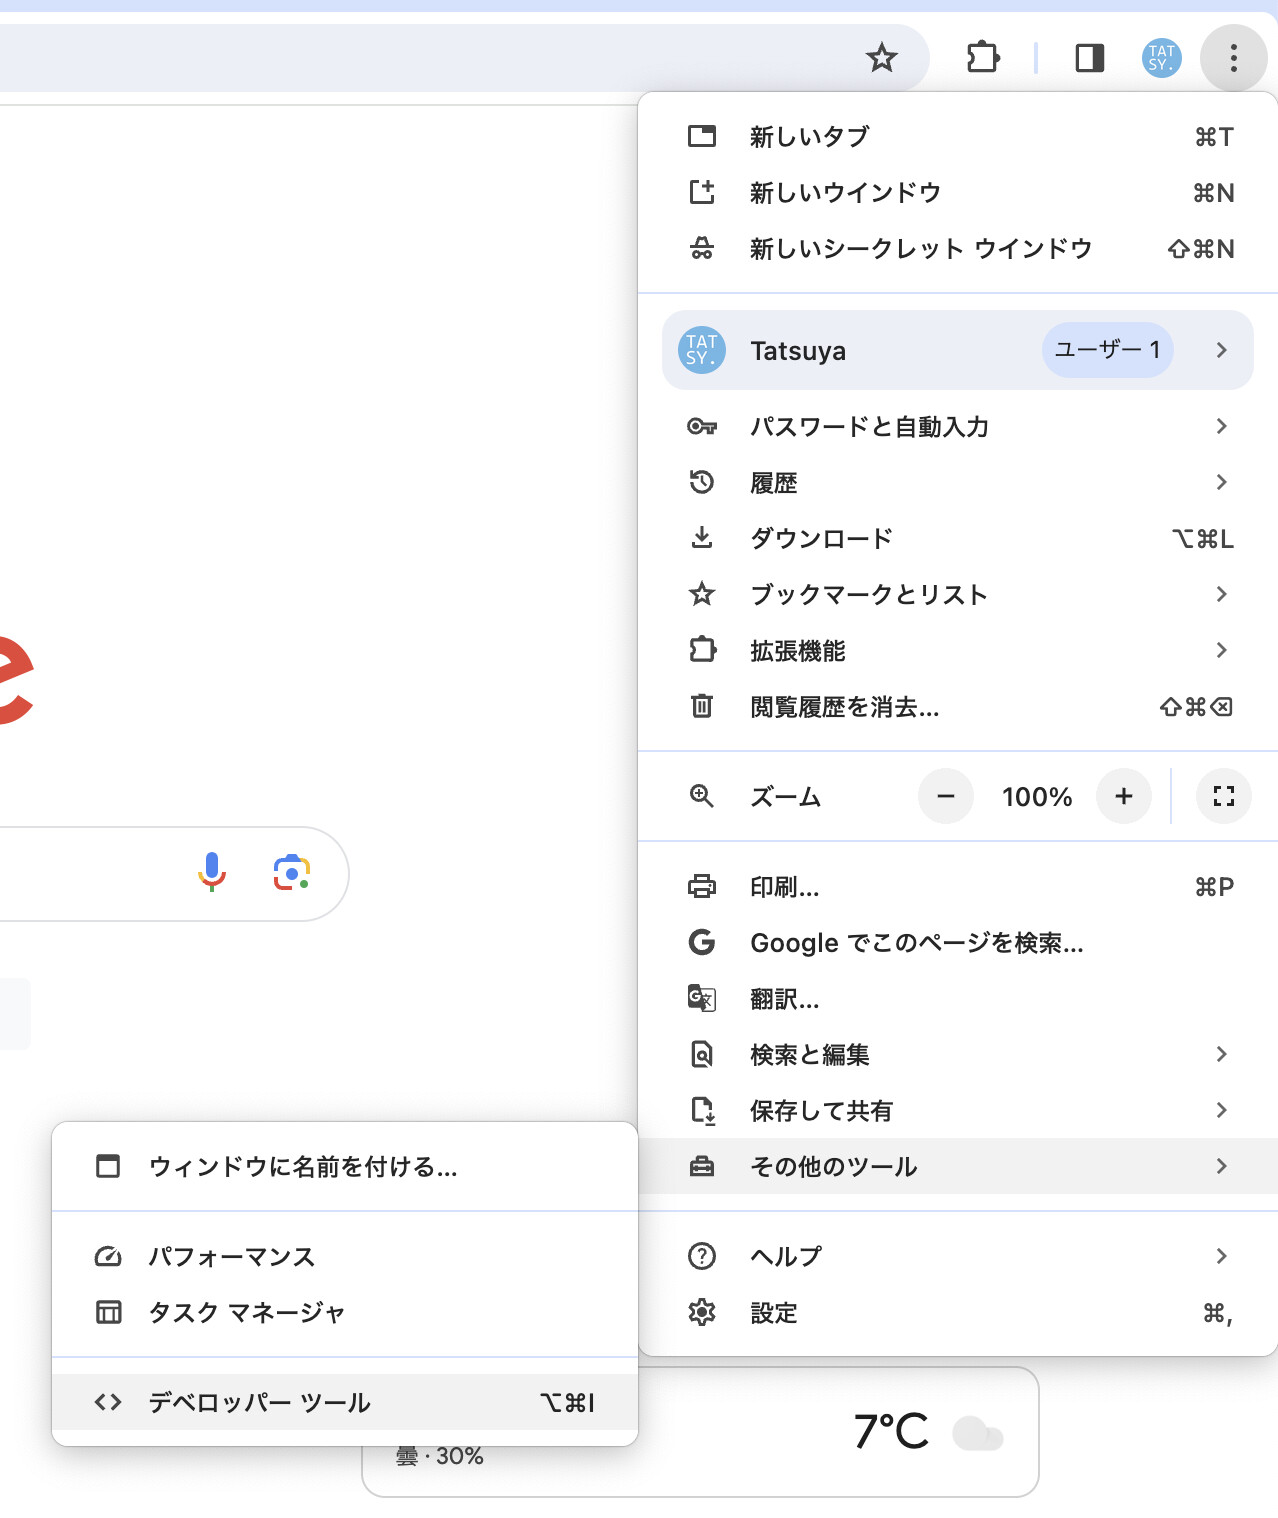 TAT
SY.
新しいタブ ⌘T
新しいウインドウ ⌘N
新しいシークレット ウインドウ ⇧⌘N
TAT
SY.
Tatsuya ユーザー 1
パスワードと自動入力
履歴
ダウンロード ⌥⌘L
ブックマークとリスト
拡張機能
閲覧履歴を消去... ⇧⌘⌫
ズーム − 100% +
印刷... ⌘P
Google でこのページを検索...
翻訳...
検索と編集
保存して共有
その他のツール
ヘルプ
設定 ⌘,
ウィンドウに名前を付ける...
パフォーマンス
タスク マネージャ
デベロッパー ツール ⌥⌘I
e
7°C
曇 · 30%